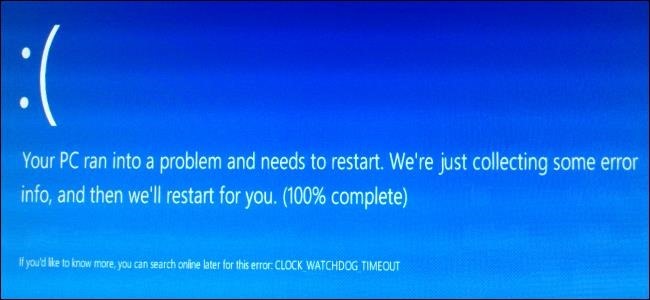 :(
Your PC ran into a problem and needs to restart. We're just collecting some error
info, and then we'll restart for you. (100% complete)
If you'd like to know more, you can search online later for this error: CLOCK_WATCHDOG_TIMEOUT